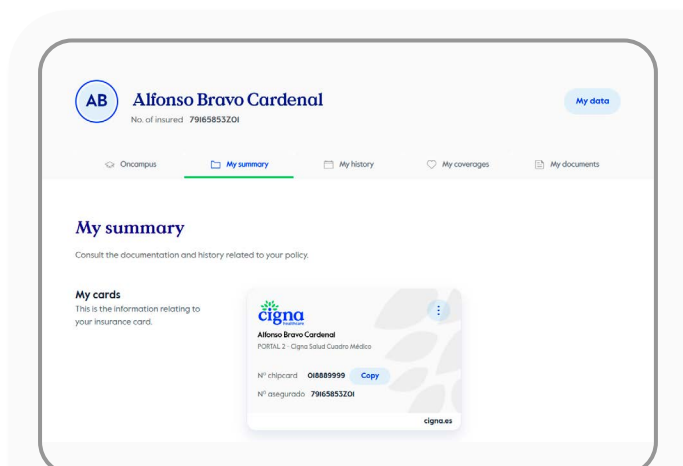 AB
Alfonso Bravo Cardenal
No. of insured 79165853Z01
My data
Oncampus
My summary
My history
My coverages
My documents
My summary
Consult the documentation and history related to your policy.
My cards
This is the information relating to
your insurance card.
cigna
healthcare
Alfonso Bravo Cardenal
PORTAL 2 - Cigna Salud Cuadro Médico
Nº chipcard 018889999 Copy
Nº asegurado 79165853Z01
cigna.es